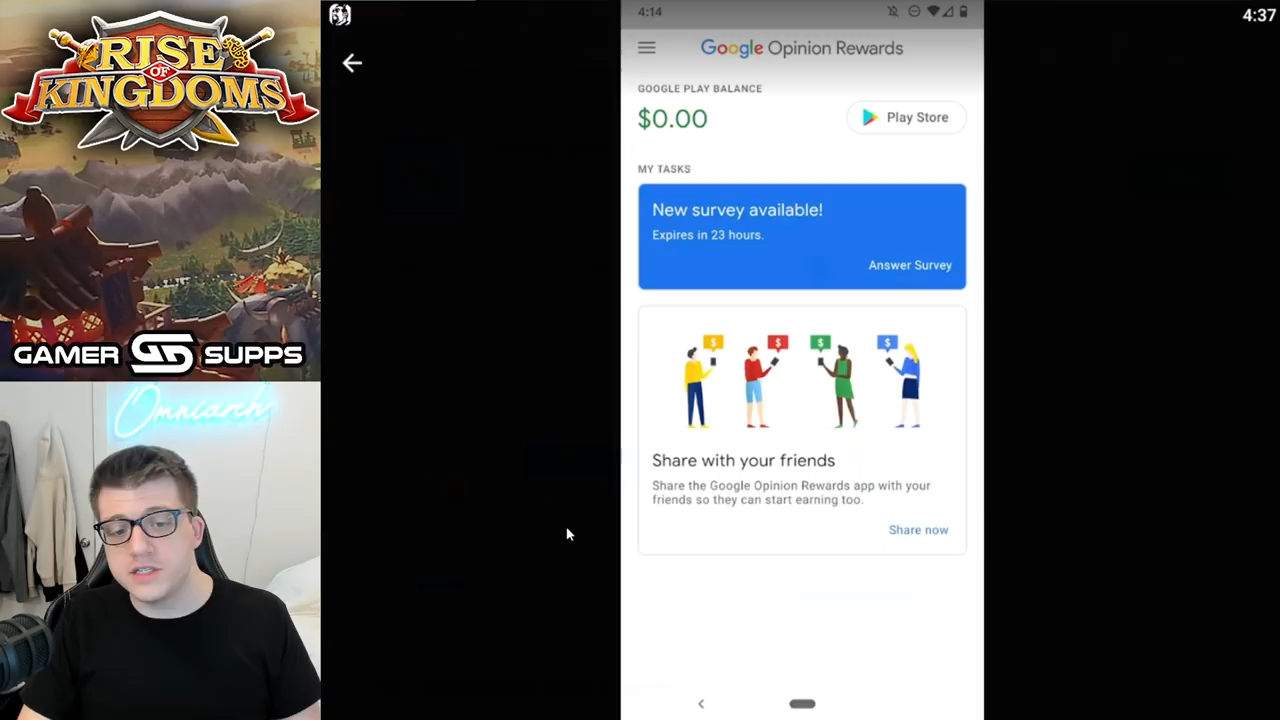 RISE
OF
KINGDOMS
GAMER SUPPS
Omniarch
4:37
4:14
Google Opinion Rewards
GOOGLE PLAY BALANCE
$0.00
Play Store
MY TASKS
New survey available!
Expires in 23 hours.
Answer Survey
$ $ $ $
Share with your friends
Share the Google Opinion Rewards app with your
friends so they can start earning too.
Share now